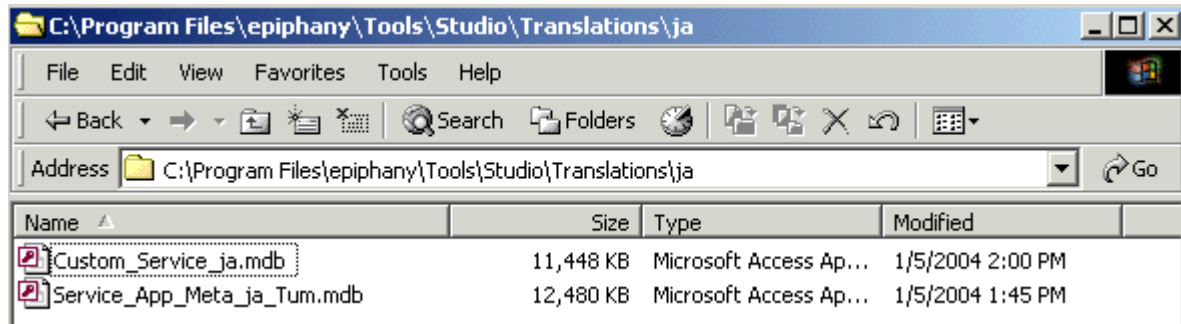 C:\Program Files\epiphany\Tools\Studio\Translations\ja
File Edit View Favorites Tools Help
Back Search Folders
Address C:\Program Files\epiphany\Tools\Studio\Translations\ja Go
Name Size Type Modified
Custom_Service_ja.mdb 11,448 KB Microsoft Access Ap... 1/5/2004 2:00 PM
Service_App_Meta_ja_Tum.mdb 12,480 KB Microsoft Access Ap... 1/5/2004 1:45 PM